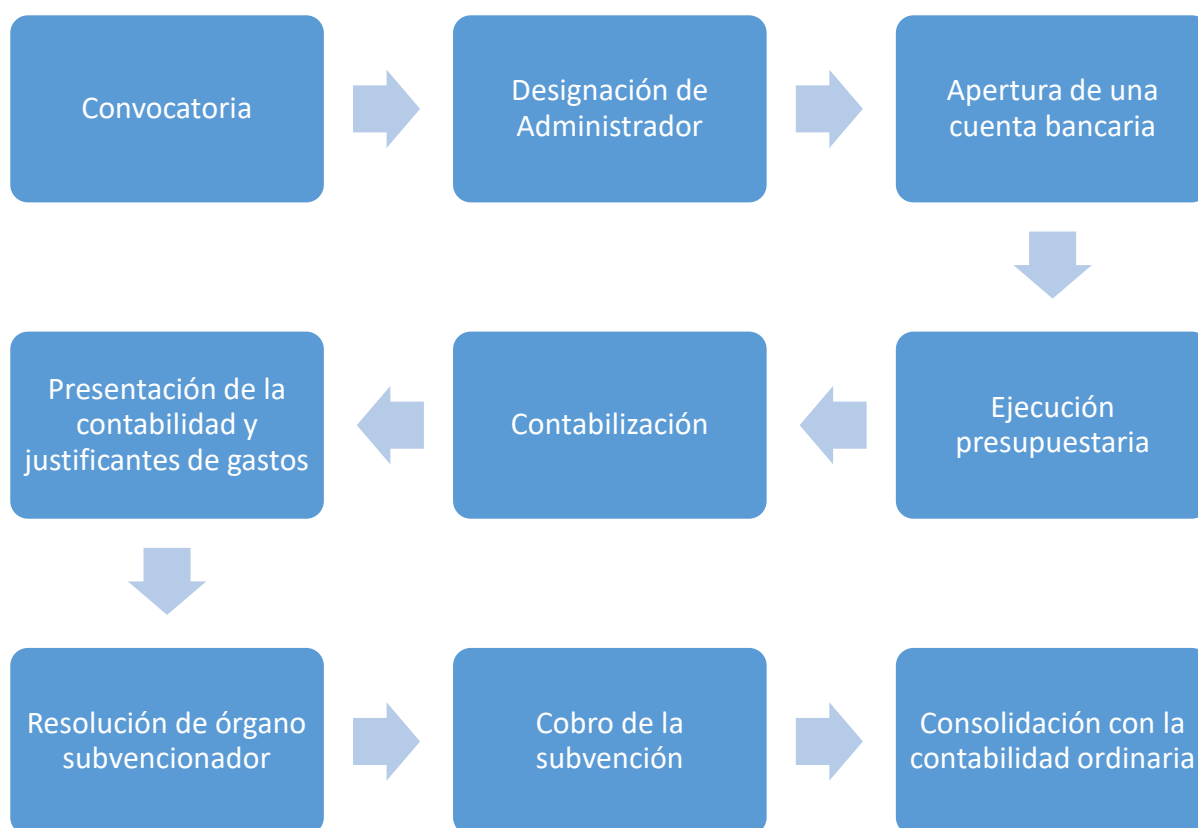 Convocatoria
Designación de
Administrador
Apertura de una
cuenta bancaria
Ejecución
presupuestaria
Contabilización
Presentación de la
contabilidad y
justificantes de gastos
Resolución de órgano
subvencionador
Cobro de la
subvención
Consolidación con la
contabilidad ordinaria